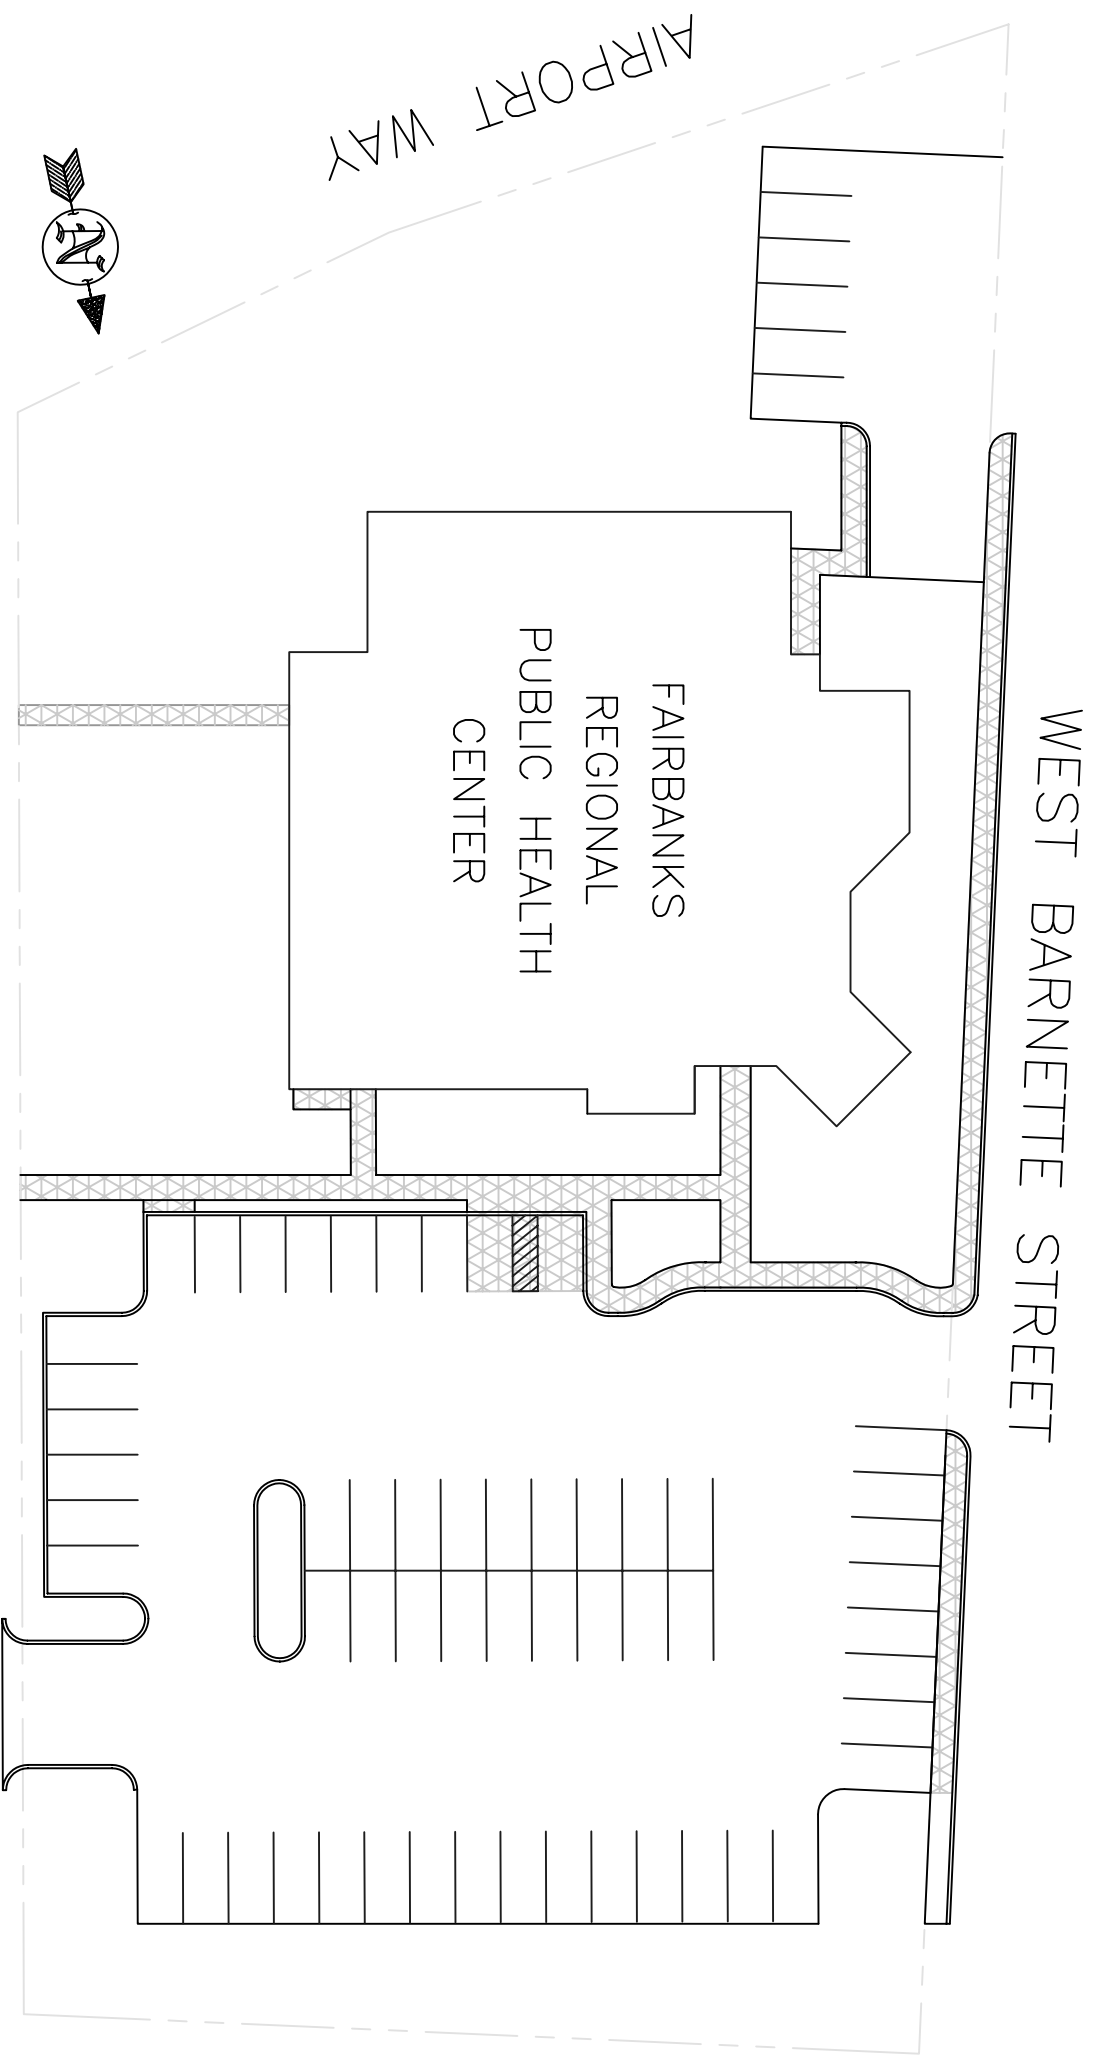 AIRPORT WAY
N
FAIRBANKS
REGIONAL
PUBLIC HEALTH
CENTER
WEST BARNETTE STREET